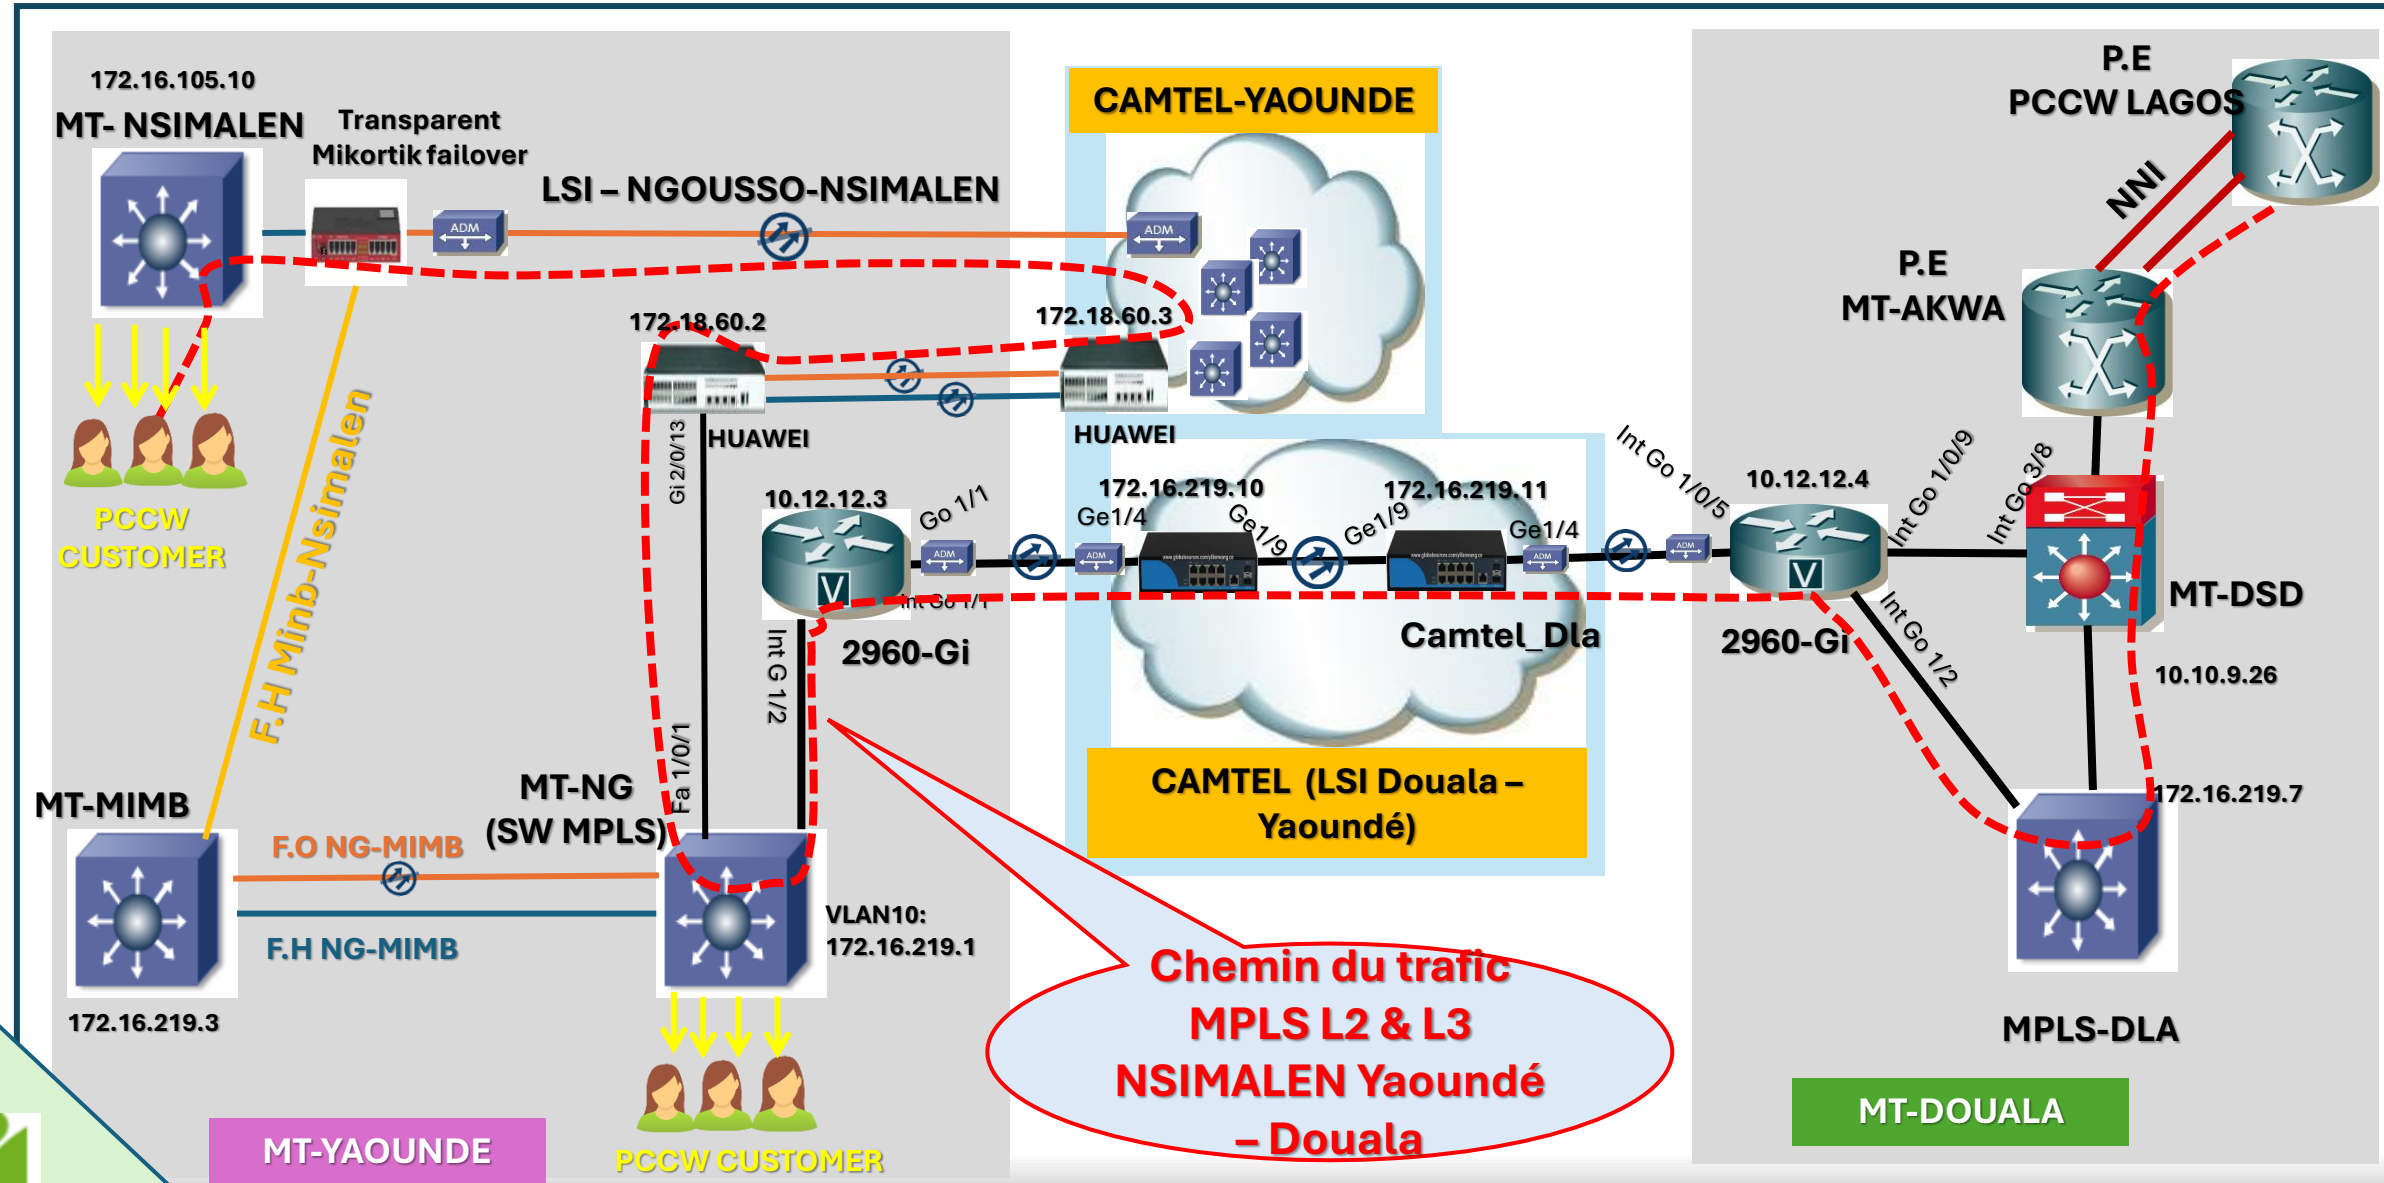 172.16.105.10
MT- NSIMALEN
Transparent
Mikortik failover
ADM
LSI – NGOUSSO-NSIMALEN
CAMTEL-YAOUNDE
ADM
P.E
PCCW LAGOS
NNI
P.E
MT-AKWA
172.18.60.2
172.18.60.3
HUAWEI
HUAWEI
Gi 2/0/13
Fa 1/0/1
PCCW
CUSTOMER
F.H Minb-Nsimalen
10.12.12.3
V
Go 1/1
ADM
Int Go 1/1
2960-Gi
Int G 1/2
172.16.219.10
Ge1/4
ADM
Ge1/9
172.16.219.11
Ge1/9
Ge1/4
ADM
Camtel_Dla
Int Go 1/0/5
ADM
10.12.12.4
V
2960-Gi
Int Go 1/0/9
Int Go 3/8
Int Go 1/2
MT-DSD
10.10.9.26
172.16.219.7
MPLS-DLA
CAMTEL (LSI Douala –
Yaoundé)
MT-MIMB
F.O NG-MIMB
F.H NG-MIMB
172.16.219.3
MT-NG
(SW MPLS)
VLAN10:
172.16.219.1
PCCW CUSTOMER
Chemin du trafic
MPLS L2 & L3
NSIMALEN Yaoundé
– Douala
MT-YAOUNDE
MT-DOUALA